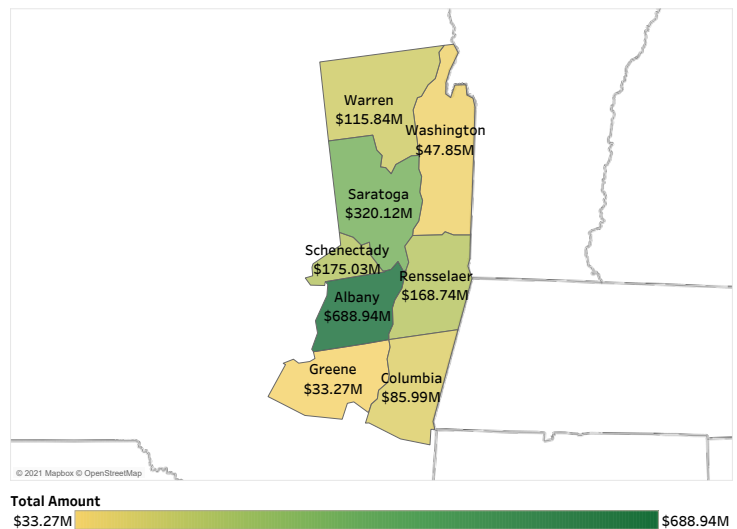 Warren
$115.84M
Washington
$47.85M
Saratoga
$320.12M
Schenectady
$175.03M
Rensselaer
$168.74M
Albany
$688.94M
Greene
$33.27M
Columbia
$85.99M
© 2021 Mapbox © OpenStreetMap
Total Amount
$33.27M $688.94M